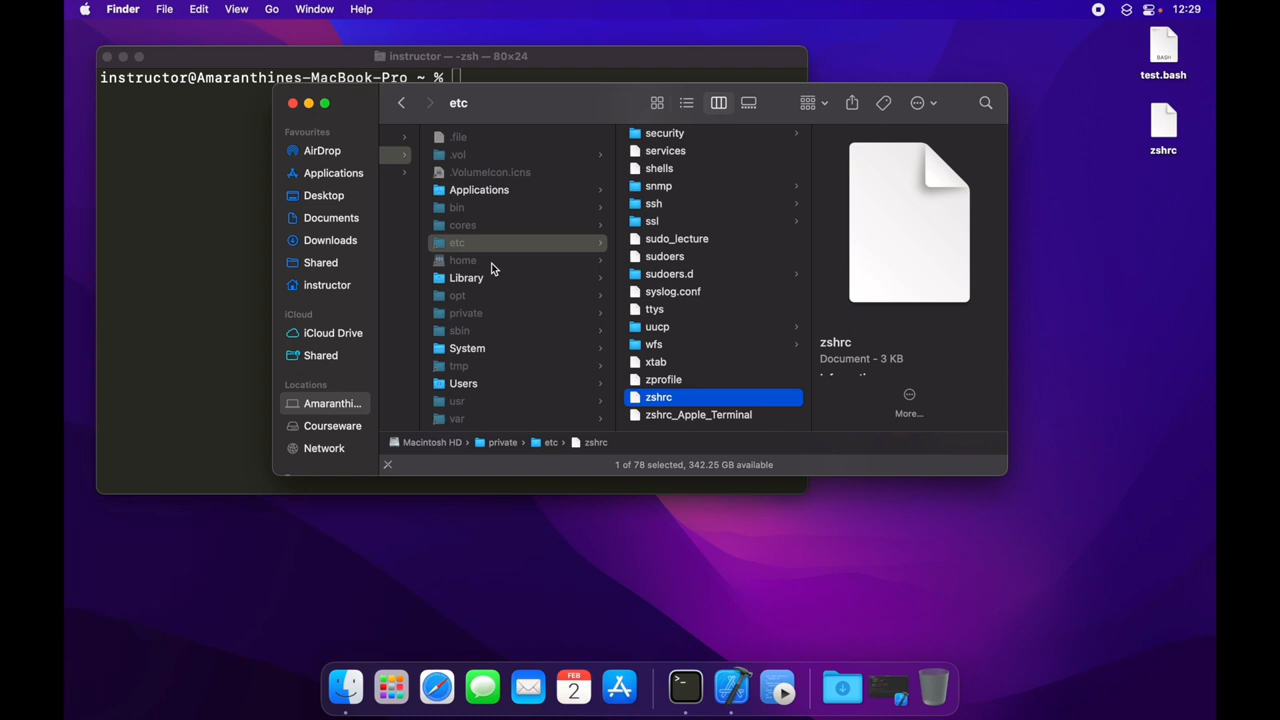 Finder File Edit View Go Window Help 12:29
instructor — -zsh — 80×24
instructor@Amaranthines-MacBook-Pro ~ %
BASH
test.bash
zshrc
etc
Favourites
AirDrop
Applications
Desktop
Documents
Downloads
Shared
instructor
iCloud
iCloud Drive
Shared
Locations
Amaranthi...
Courseware
Network
.file
.vol
.VolumeIcon.icns
Applications
bin
cores
etc
home
Library
opt
private
sbin
System
tmp
Users
usr
var
security
services
shells
snmp
ssh
ssl
sudo_lecture
sudoers
sudoers.d
syslog.conf
ttys
uucp
wfs
xtab
zprofile
zshrc
zshrc_Apple_Terminal
zshrc
Document - 3 KB
More...
Macintosh HD › private › etc › zshrc
1 of 78 selected, 342.25 GB available
FEB
2